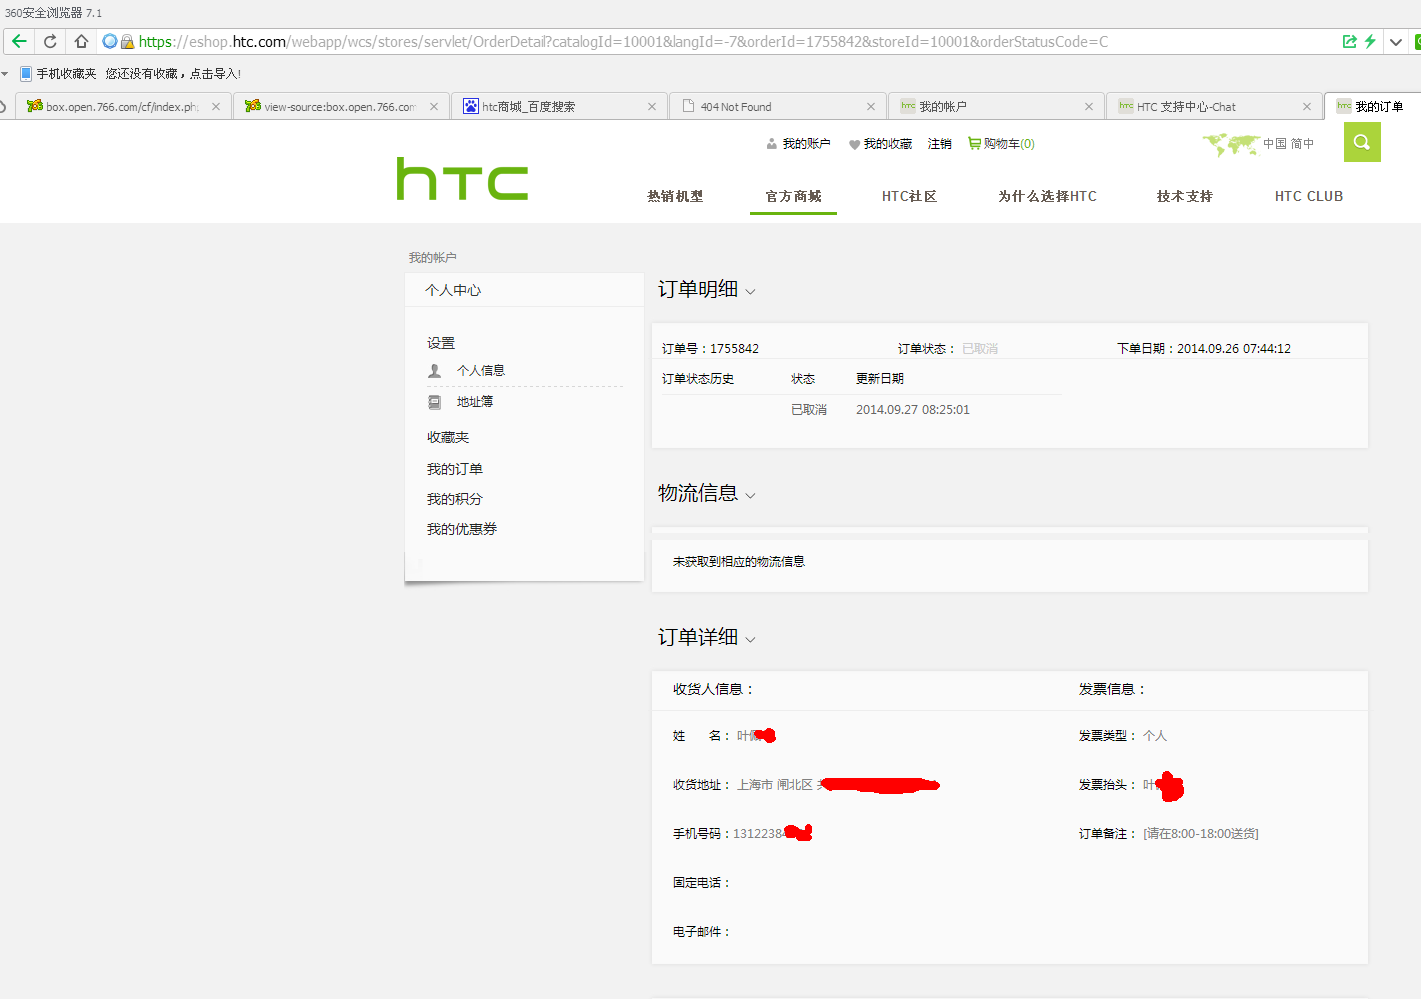 360安全浏览器 7.1
https://eshop.htc.com/webapp/wcs/stores/servlet/OrderDetail?catalogId=10001&langId=-7&orderId=1755842&storeId=10001&orderStatusCode=C
手机收藏夹 您还没有收藏，点击导入!
box.open.766.com/cf/index.ph
view-source:box.open.766.con
htc商城_百度搜索
404 Not Found
我的帐户
HTC 支持中心-Chat
我的订单
我的账户 我的收藏 注销 购物车(0) 中国 简中
hTC
热销机型 官方商城 HTC社区 为什么选择HTC 技术支持 HTC CLUB
我的帐户
个人中心
设置
个人信息
地址簿
收藏夹
我的订单
我的积分
我的优惠券
订单明细
订单号：1755842 订单状态： 已取消 下单日期：2014.09.26 07:44:12
订单状态历史 状态 更新日期
已取消 2014.09.27 08:25:01
物流信息
未获取到相应的物流信息
订单详细
收货人信息： 发票信息：
姓 名： 叶 发票类型： 个人
收货地址： 上海市 闸北区 发票抬头： 叶
手机号码：1312238 订单备注： [请在8:00-18:00送货]
固定电话：
电子邮件：